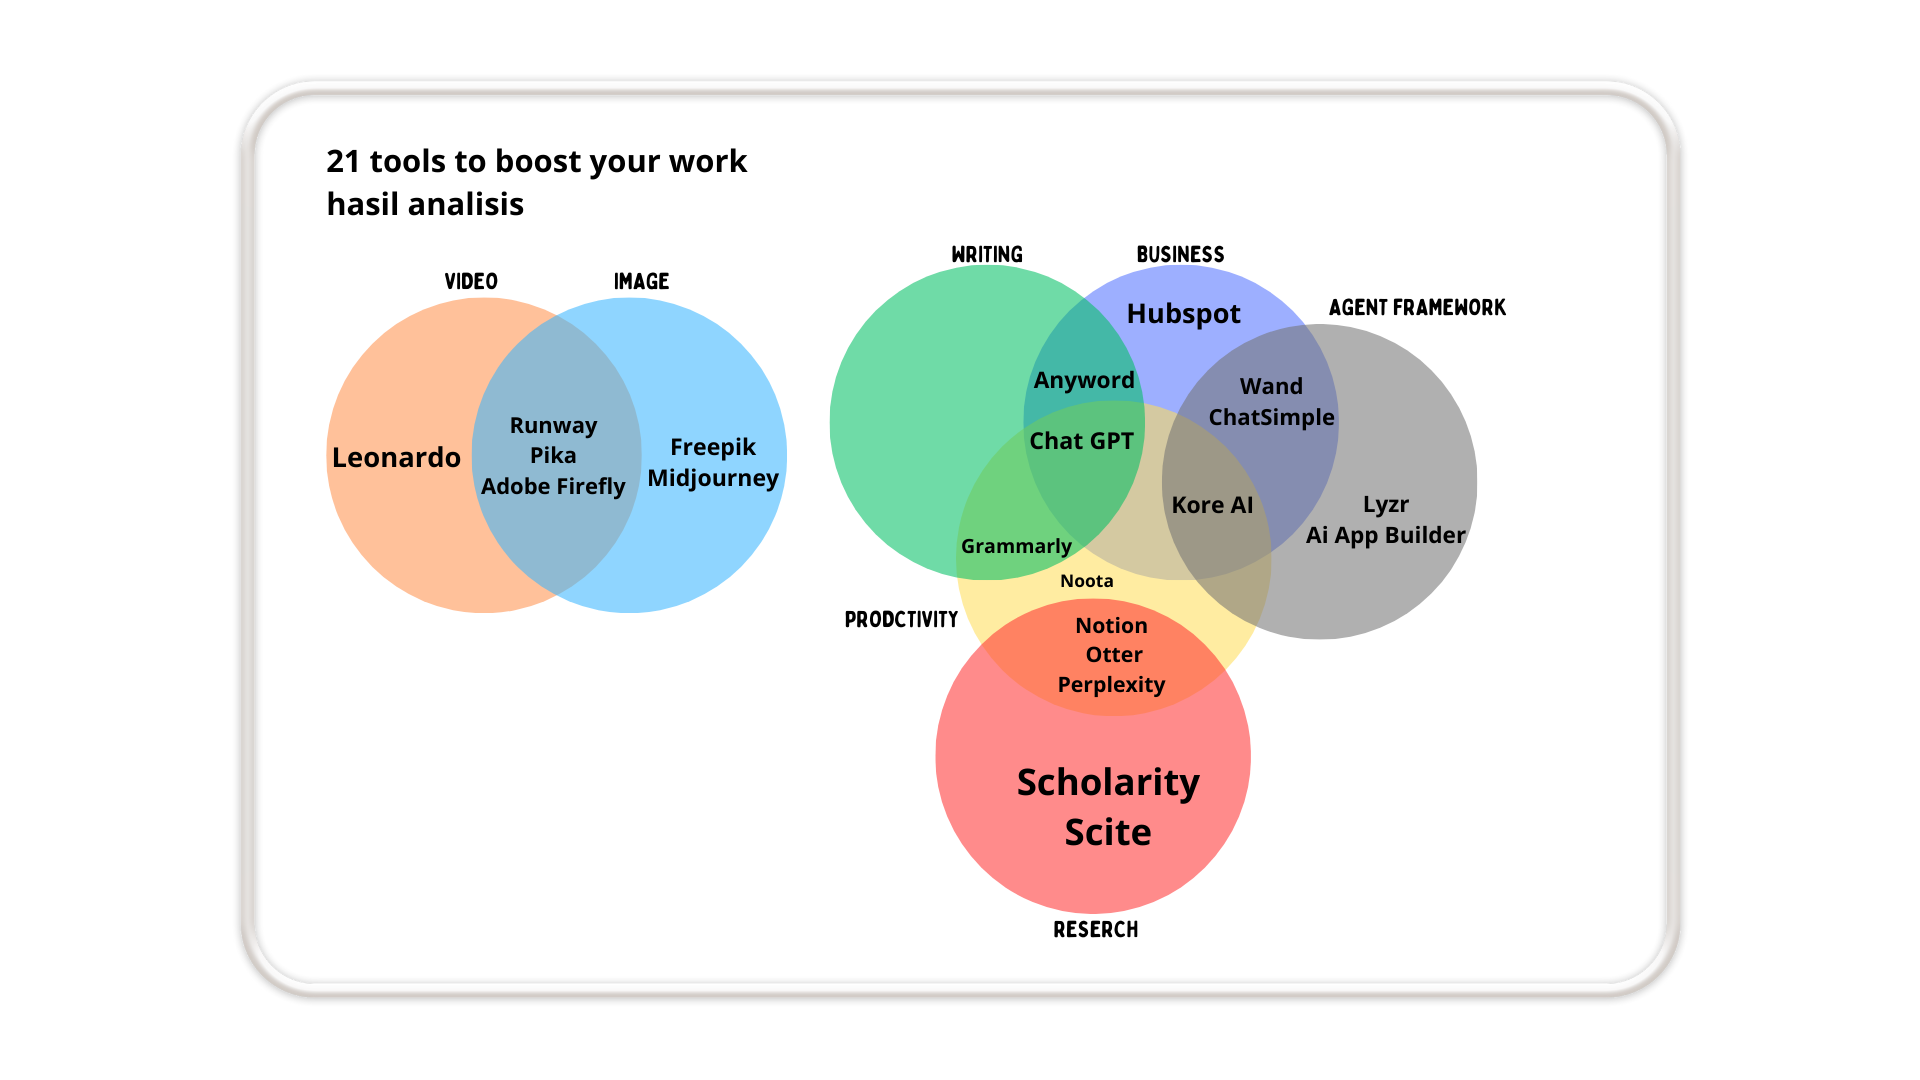 21 tools to boost your work
hasil analisis
VIDEO
IMAGE
Leonardo
Runway
Pika
Adobe Firefly
Freepik
Midjourney
WRITING
BUSINESS
AGENT FRAMEWORK
Hubspot
Anyword
Wand
ChatSimple
Chat GPT
Kore AI
Lyzr
Ai App Builder
Grammarly
Noota
PRODCTIVITY
Notion
Otter
Perplexity
Scholarity
Scite
RESERCH